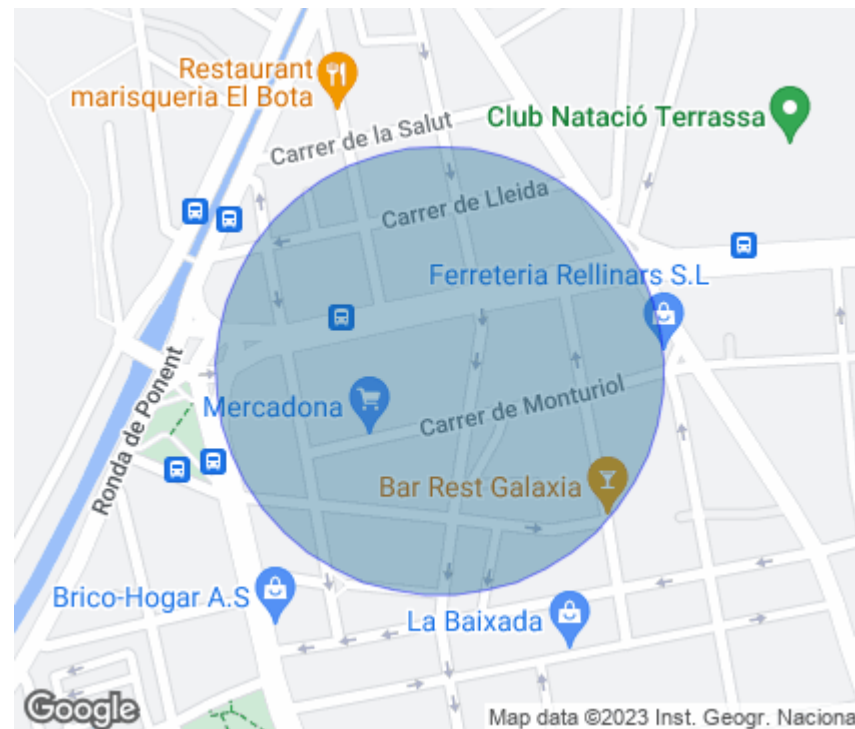 Restaurant
marisqueria El Bota
Club Natació Terrassa
Carrer de la Salut
Carrer de Lleida
Ferreteria Rellinars S.L
Ronda de Ponent
Mercadona
Carrer de Monturiol
Bar Rest Galaxia
Brico-Hogar A.S
La Baixada
Google
Map data ©2023 Inst. Geogr. Naciona